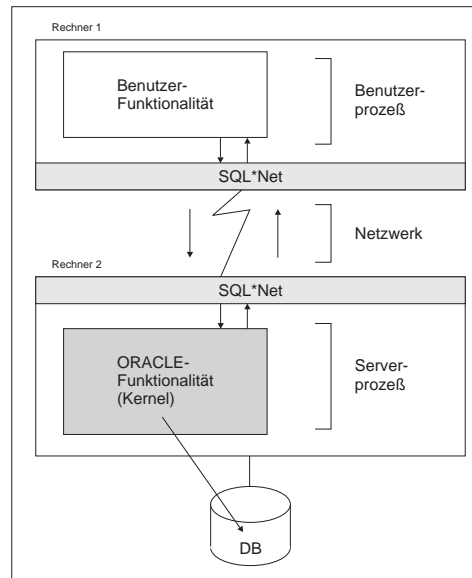 Rechner 1
Benutzer-
Funktionalität
Benutzer-
prozeß
SQL*Net
Netzwerk
Rechner 2
SQL*Net
ORACLE-
Funktionalität
(Kernel)
Server-
prozeß
DB